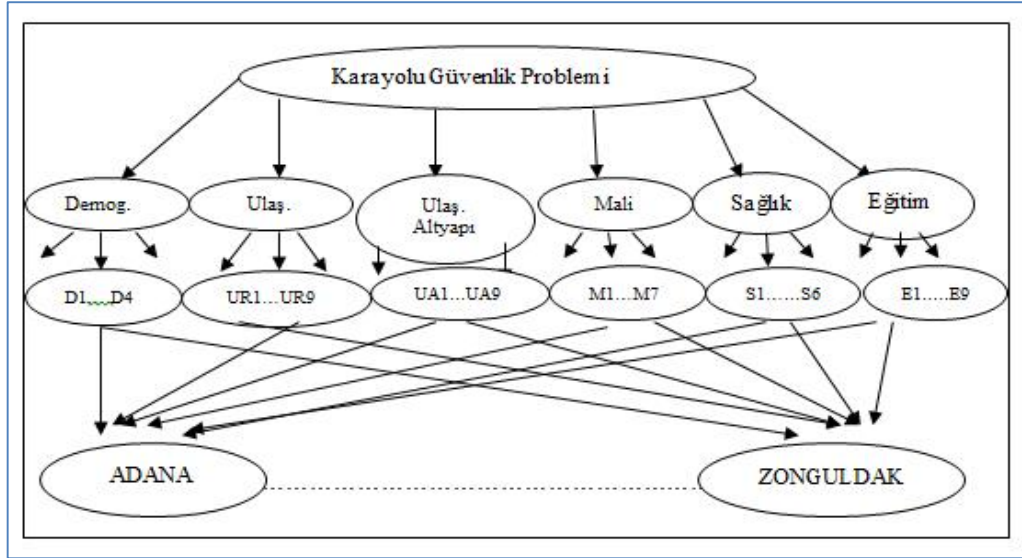 Karayolu Güvenlik Problemi
Demog.
Ulaş.
Ulaş.
Altyapı
Mali
Sağlık
Eğitim
D1.....D4
UR1...UR9
UA1...UA9
M1...M7
S1......S6
E1.....E9
ADANA
ZONGULDAK